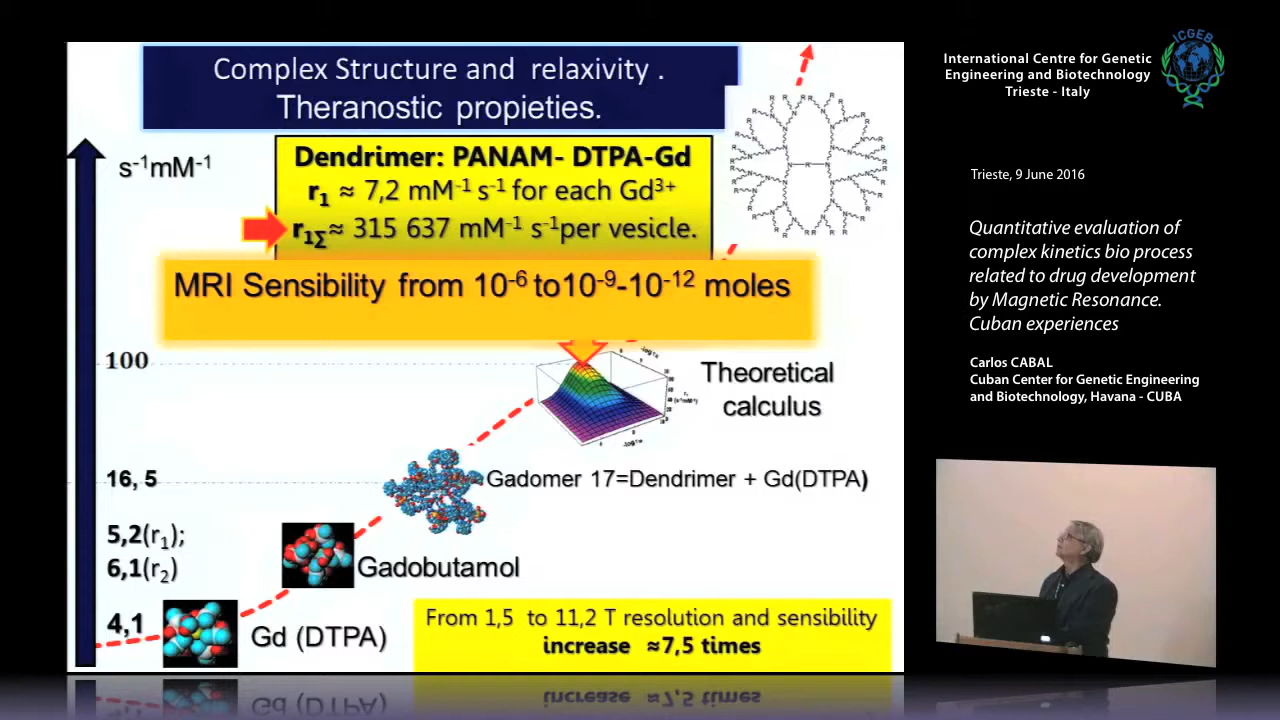 Complex Structure and relaxivity .
Theranostic propieties.
s-1mM-1
Dendrimer: PANAM- DTPA-Gd
r1 ≈ 7,2 mM-1 s-1 for each Gd3+
r1Σ≈ 315 637 mM-1 s-1per vesicle.
MRI Sensibility from 10-6 to10-9-10-12 moles
100
Theoretical
calculus
16, 5
Gadomer 17=Dendrimer + Gd(DTPA)
5,2(r1);
6,1(r2)
Gadobutamol
4,1
Gd (DTPA)
From 1,5 to 11,2 T resolution and sensibility
increase ≈7,5 times
International Centre for Genetic
Engineering and Biotechnology
Trieste - Italy
ICGEB
Trieste, 9 June 2016
Quantitative evaluation of
complex kinetics bio process
related to drug development
by Magnetic Resonance.
Cuban experiences
Carlos CABAL
Cuban Center for Genetic Engineering
and Biotechnology, Havana - CUBA